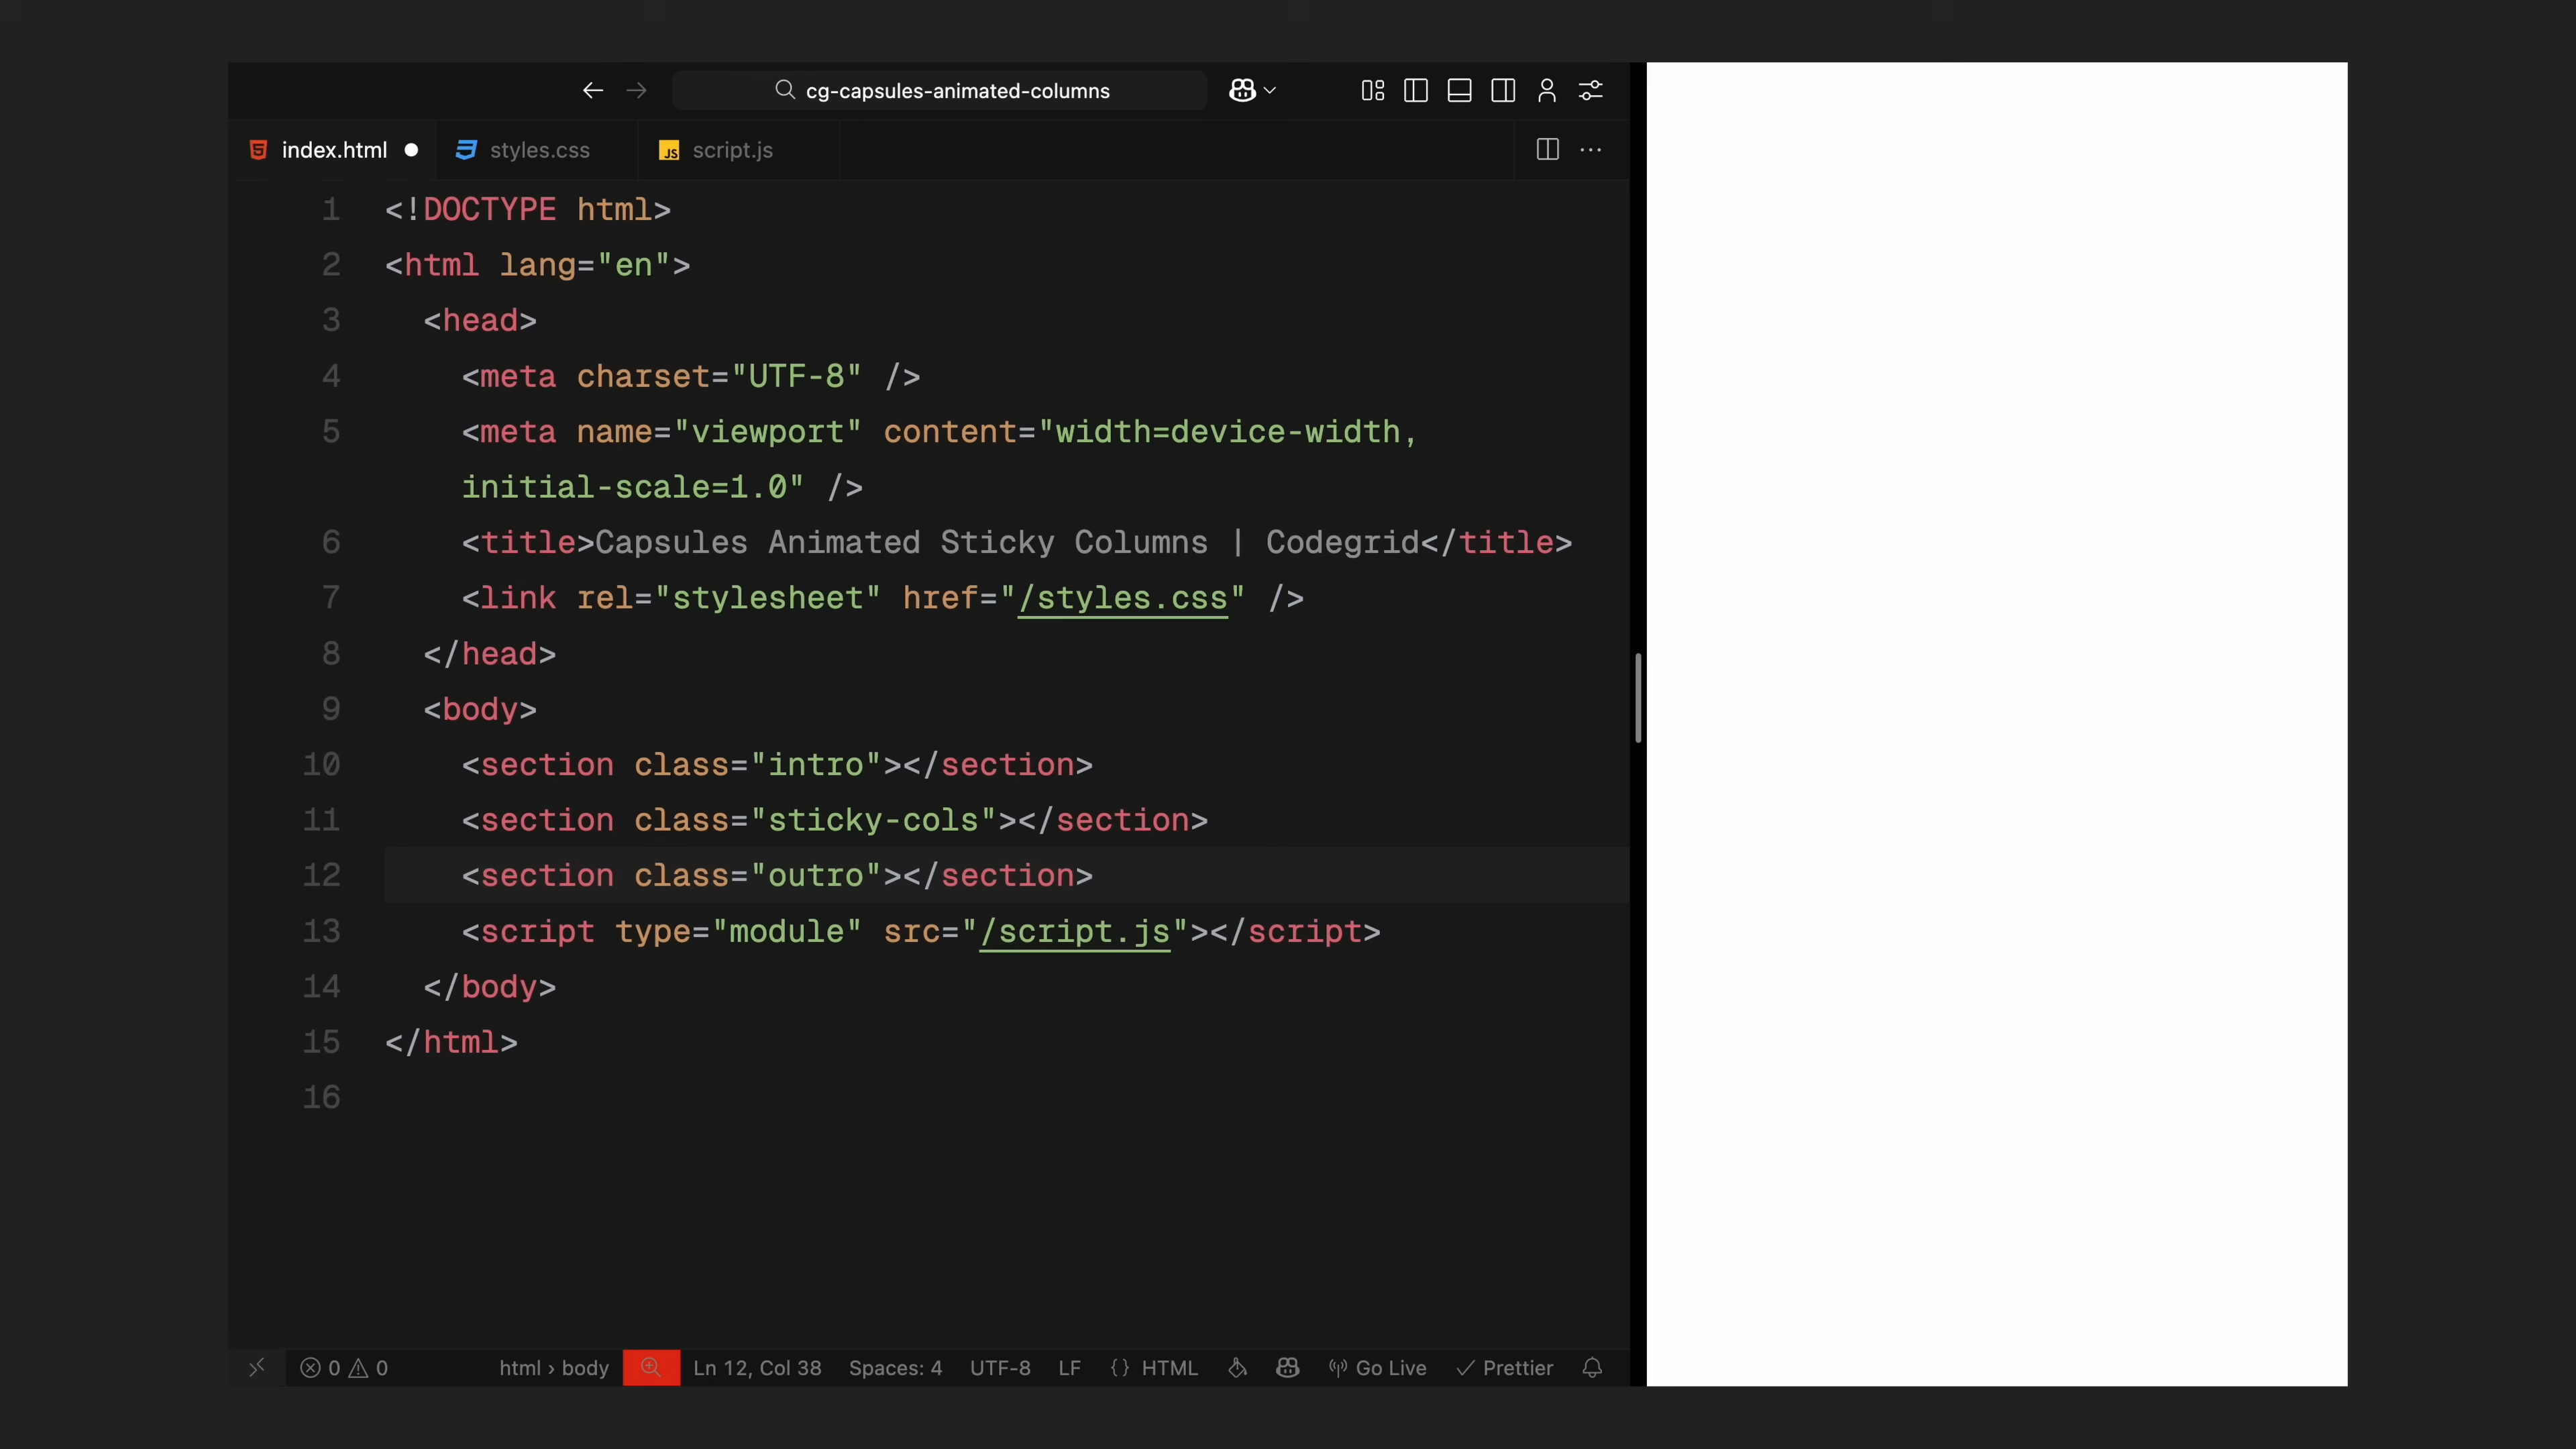 cg-capsules-animated-columns
index.html
styles.css
JS script.js
1 <!DOCTYPE html>
2 <html lang="en">
3 <head>
4 <meta charset="UTF-8" />
5 <meta name="viewport" content="width=device-width,
initial-scale=1.0" />
6 <title>Capsules Animated Sticky Columns | Codegrid</title>
7 <link rel="stylesheet" href="/styles.css" />
8 </head>
9 <body>
10 <section class="intro"></section>
11 <section class="sticky-cols"></section>
12 <section class="outro"></section>
13 <script type="module" src="/script.js"></script>
14 </body>
15 </html>
16
0 0 html › body Ln 12, Col 38 Spaces: 4 UTF-8 LF {} HTML Go Live Prettier